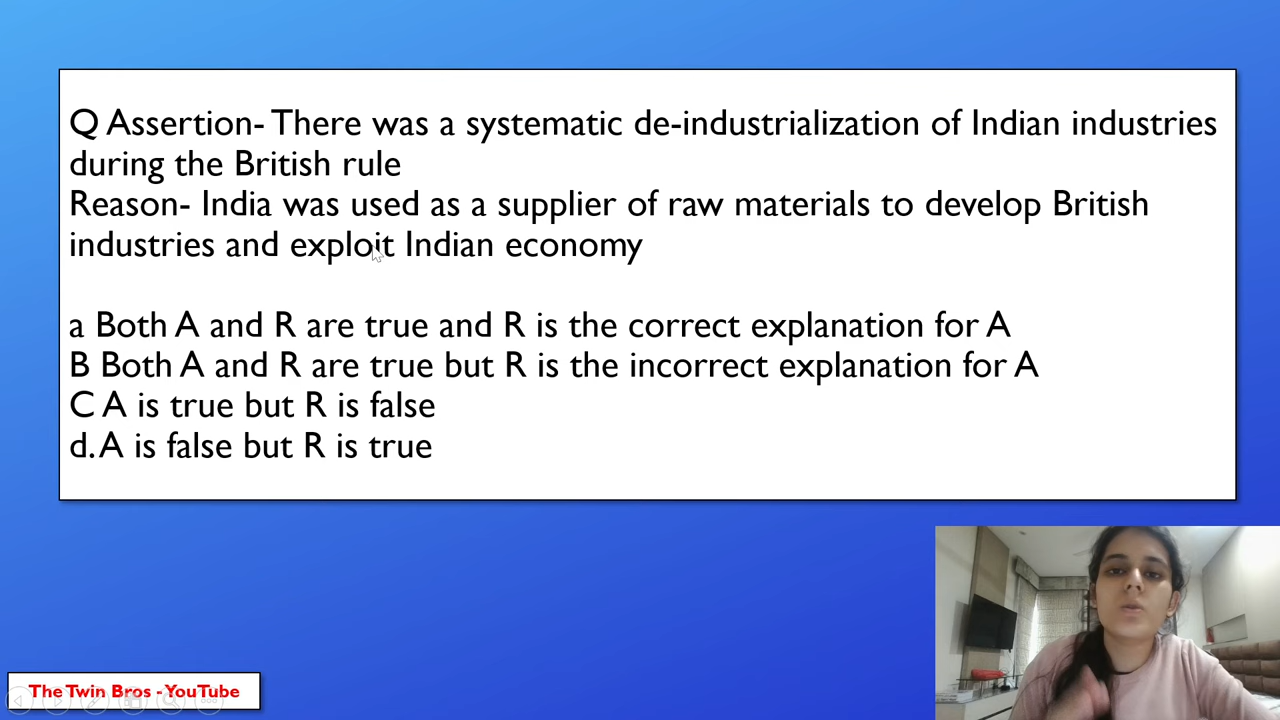 Q Assertion- There was a systematic de-industrialization of Indian industries
during the British rule
Reason- India was used as a supplier of raw materials to develop British
industries and exploit Indian economy
a Both A and R are true and R is the correct explanation for A
B Both A and R are true but R is the incorrect explanation for A
C A is true but R is false
d. A is false but R is true
The Twin Bros - YouTube